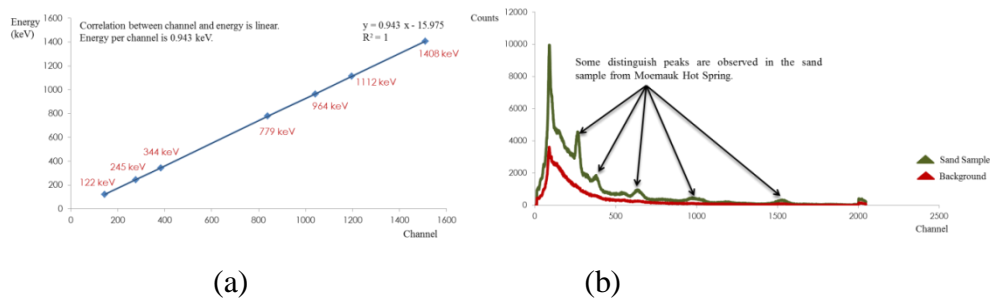 Energy
(keV)
1600
1400
1200
1000
800
600
400
200
0
Correlation between channel and energy is linear.
Energy per channel is 0.943 keV.
y = 0.943 x - 15.975
R² = 1
122 keV
245 keV
344 keV
779 keV
964 keV
1112 keV
1408 keV
0
200
400
600
800
1000
1200
1400
1600
Channel
(a)
Counts
12000
10000
8000
6000
4000
2000
0
Some distinguish peaks are observed in the sand
sample from Moemauk Hot Spring.
Sand Sample
Background
0
500
1000
1500
2000
2500
Channel
(b)